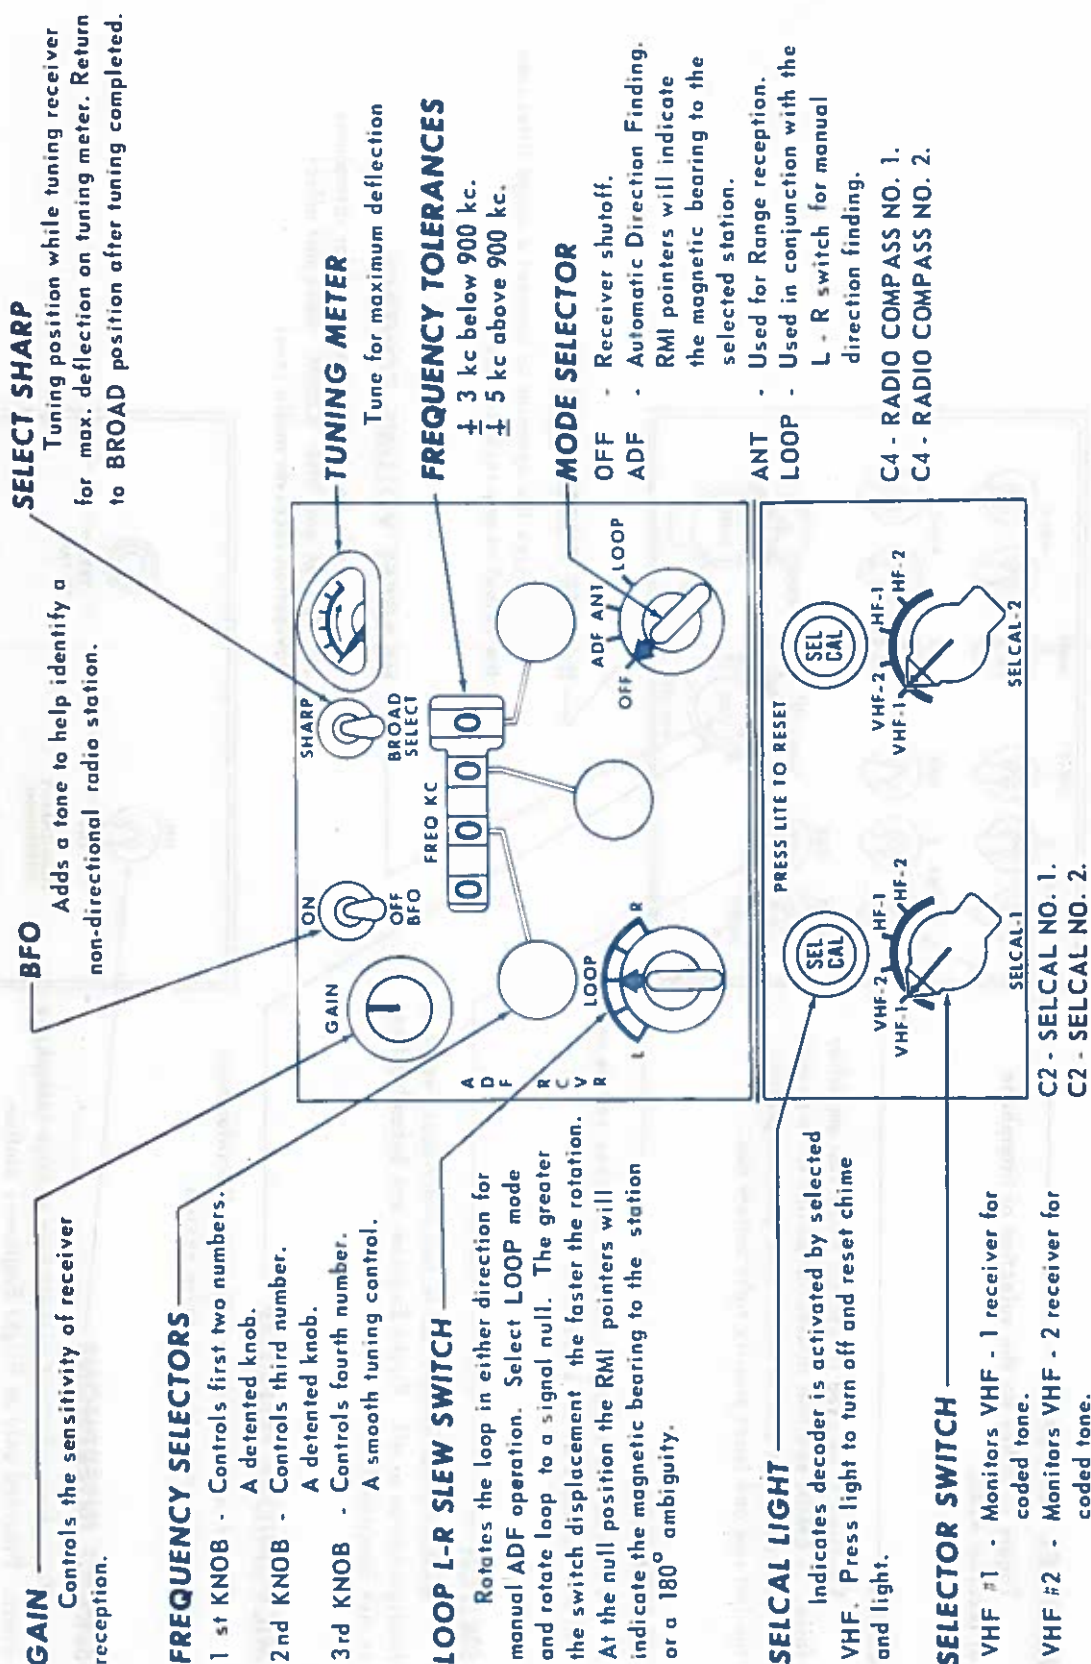 GAIN
Controls the sensitivity of receiver
reception.
FREQUENCY SELECTORS
1 st KNOB - Controls first two numbers.
A detented knob.
2 nd KNOB - Controls third number.
A detented knob.
3 rd KNOB - Controls fourth number.
A smooth tuning control.
LOOP L-R SLEW SWITCH
Rotates the loop in either direction for
manual ADF operation. Select LOOP mode
and rotate loop to a signal null. The greater
the switch displacement the faster the rotation.
At the null position the RMI pointers will
indicate the magnetic bearing to the station
or a 180° ambiguity.
SELCAL LIGHT
Indicates decoder is activated by selected
VHF. Press light to turn off and reset chime
and light.
SELECTOR SWITCH
VHF #1 - Monitors VHF - 1 receiver for
coded tone.
VHF #2 - Monitors VHF - 2 receiver for
coded tone.
BFO
Adds a tone to help identify a
non-directional radio station.
SELECT SHARP
Tuning position while tuning receiver
for max. deflection on tuning meter. Return
to BROAD position after tuning completed.
TUNING METER
Tune for maximum deflection
FREQUENCY TOLERANCES
± 3 kc below 900 kc.
± 5 kc above 900 kc.
MODE SELECTOR
OFF - Receiver shutoff.
ADF - Automatic Direction Finding.
RMI pointers will indicate
the magnetic bearing to the
selected station.
ANT - Used for Range reception.
LOOP - Used in conjunction with the
L - R switch for manual
direction finding.
C4 - RADIO COMPASS NO. 1.
C4 - RADIO COMPASS NO. 2.
ADF RCVR
GAIN
ON
OFF
BFO
SHARP
BROAD
SELECT
FREQ KC
0 0 0 0
LOOP
L R
OFF ADF ANT LOOP
PRESS LITE TO RESET
SEL
CAL
SEL
CAL
VHF-1 VHF-2 HF-1 HF-2
VHF-1 VHF-2 HF-1 HF-2
SELCAL-1
SELCAL-2
C2 - SELCAL NO. 1.
C2 - SELCAL NO. 2.